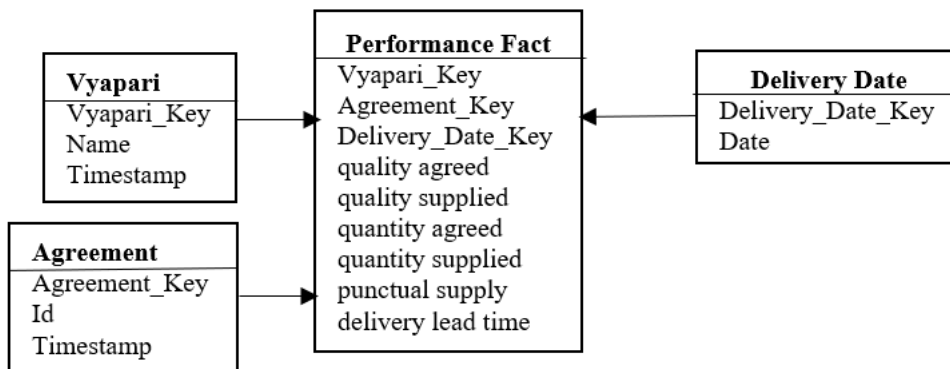 Vyapari
Vyapari_Key
Name
Timestamp
Agreement
Agreement_Key
Id
Timestamp
Performance Fact
Vyapari_Key
Agreement_Key
Delivery_Date_Key
quality agreed
quality supplied
quantity agreed
quantity supplied
punctual supply
delivery lead time
Delivery Date
Delivery_Date_Key
Date